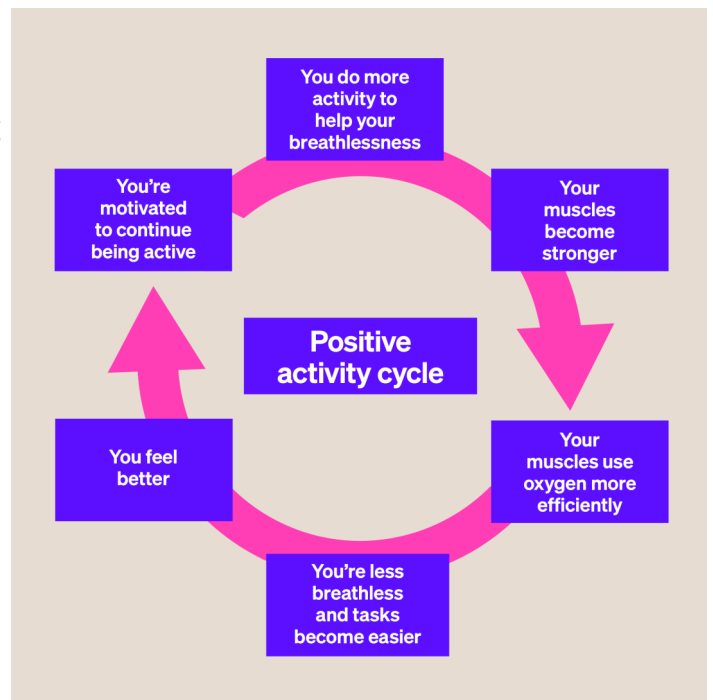 You do more
activity to
help your
breathlessness
Your
muscles
become
stronger
Your
muscles use
oxygen more
efficiently
You're less
breathless
and tasks
become easier
You feel
better
You're
motivated
to continue
being active
Positive
activity cycle